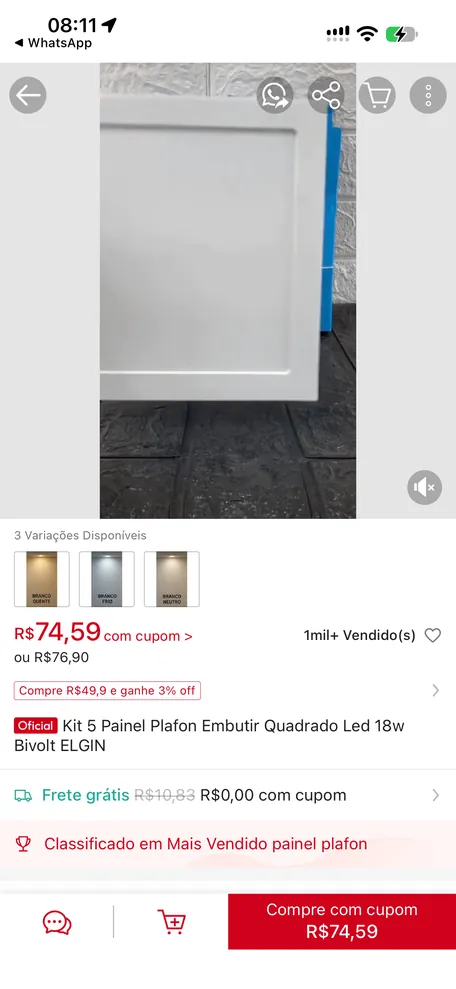 08:11
WhatsApp
3 Variações Disponíveis
BRANCO
QUENTE
BRANCO
FRIO
BRANCO
NEUTRO
R$74,59 com cupom >
1mil+ Vendido(s)
ou R$76,90
Compre R$49,9 e ganhe 3% off
Oficial Kit 5 Painel Plafon Embutir Quadrado Led 18w
Bivolt ELGIN
Frete grátis R$10,83 R$0,00 com cupom
Classificado em Mais Vendido painel plafon
Compre com cupom
R$74,59